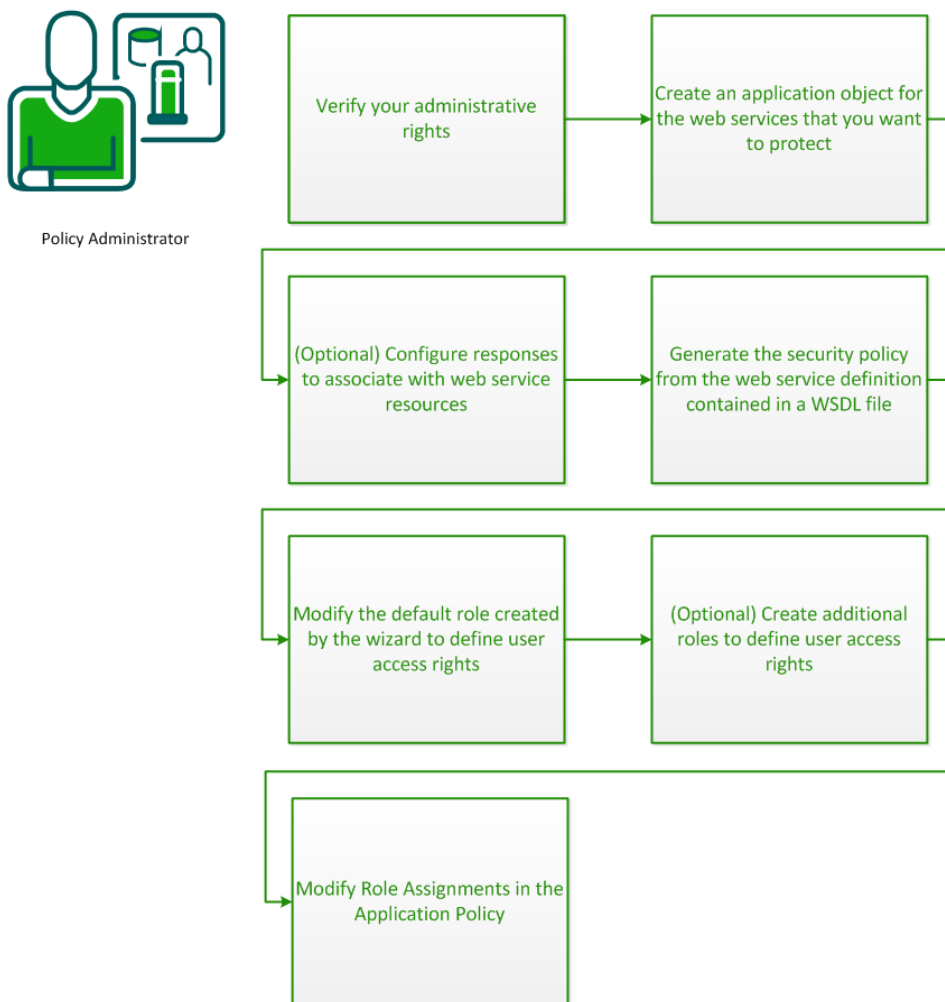 Policy Administrator
Verify your administrative
rights
Create an application object for
the web services that you want
to protect
(Optional) Configure responses
to associate with web service
resources
Generate the security policy
from the web service definition
contained in a WSDL file
Modify the default role created
by the wizard to define user
access rights
(Optional) Create additional
roles to define user access
rights
Modify Role Assignments in the
Application Policy